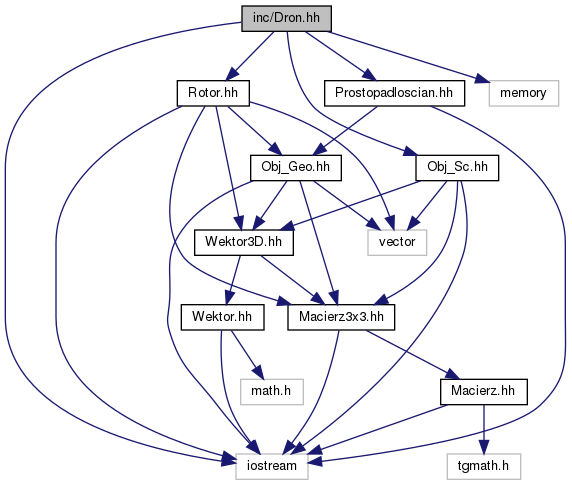 inc/Dron.hh
Rotor.hh
Prostopadloscian.hh
memory
Obj_Geo.hh
Obj_Sc.hh
Wektor3D.hh
vector
Wektor.hh
Macierz3x3.hh
math.h
Macierz.hh
iostream
tgmath.h